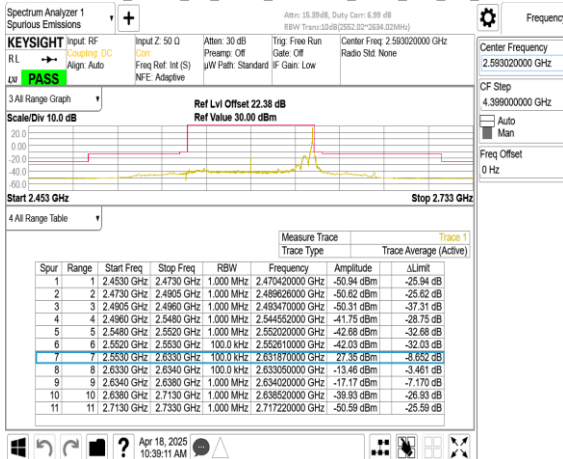 Spectrum Analyzer 1
Spurious Emissions
Attn: 15.39dB, Duty Corr: 6.99 dB
RBW Trans:10dB(2552.02~2634.02MHz)
Frequency
KEYSIGHT Input: RF Input Z: 50 Ω Atten: 30 dB Trig: Free Run Center Freq: 2.593020000 GHz
RL Coupling: DC Corr Preamp: Off Gate: Off Radio Std: None
Align: Auto Freq Ref: Int (S) µW Path: Standard IF Gain: Low
NFE: Adaptive
LXI PASS
Center Frequency
2.593020000 GHz
CF Step
4.399000000 GHz
Auto
Man
Freq Offset
0 Hz
3 All Range Graph
Ref Lvl Offset 22.38 dB
Scale/Div 10.0 dB Ref Value 30.00 dBm
20.0
0.00
-20.0
-40.0
-60.0
Start 2.453 GHz Stop 2.733 GHz
4 All Range Table
Measure Trace Trace 1
Trace Type Trace Average (Active)
Spur Range Start Freq Stop Freq RBW Frequency Amplitude ΔLimit
1 1 2.4530 GHz 2.4730 GHz 1.000 MHz 2.470420000 GHz -50.94 dBm -25.94 dB
2 2 2.4730 GHz 2.4905 GHz 1.000 MHz 2.489626000 GHz -50.62 dBm -25.62 dB
3 3 2.4905 GHz 2.4960 GHz 1.000 MHz 2.493470000 GHz -50.31 dBm -37.31 dB
4 4 2.4960 GHz 2.5480 GHz 1.000 MHz 2.544552000 GHz -41.75 dBm -28.75 dB
5 5 2.5480 GHz 2.5520 GHz 1.000 MHz 2.552020000 GHz -42.68 dBm -32.68 dB
6 6 2.5520 GHz 2.5530 GHz 100.0 kHz 2.552610000 GHz -42.03 dBm -32.03 dB
7 7 2.5530 GHz 2.6330 GHz 100.0 kHz 2.631870000 GHz 27.35 dBm -8.652 dB
8 8 2.6330 GHz 2.6340 GHz 100.0 kHz 2.633050000 GHz -13.46 dBm -3.461 dB
9 9 2.6340 GHz 2.6380 GHz 1.000 MHz 2.634020000 GHz -17.17 dBm -7.170 dB
10 10 2.6380 GHz 2.7130 GHz 1.000 MHz 2.638520000 GHz -39.93 dBm -26.93 dB
11 11 2.7130 GHz 2.7330 GHz 1.000 MHz 2.717220000 GHz -50.59 dBm -25.59 dB
Apr 18, 2025
10:39:11 AM